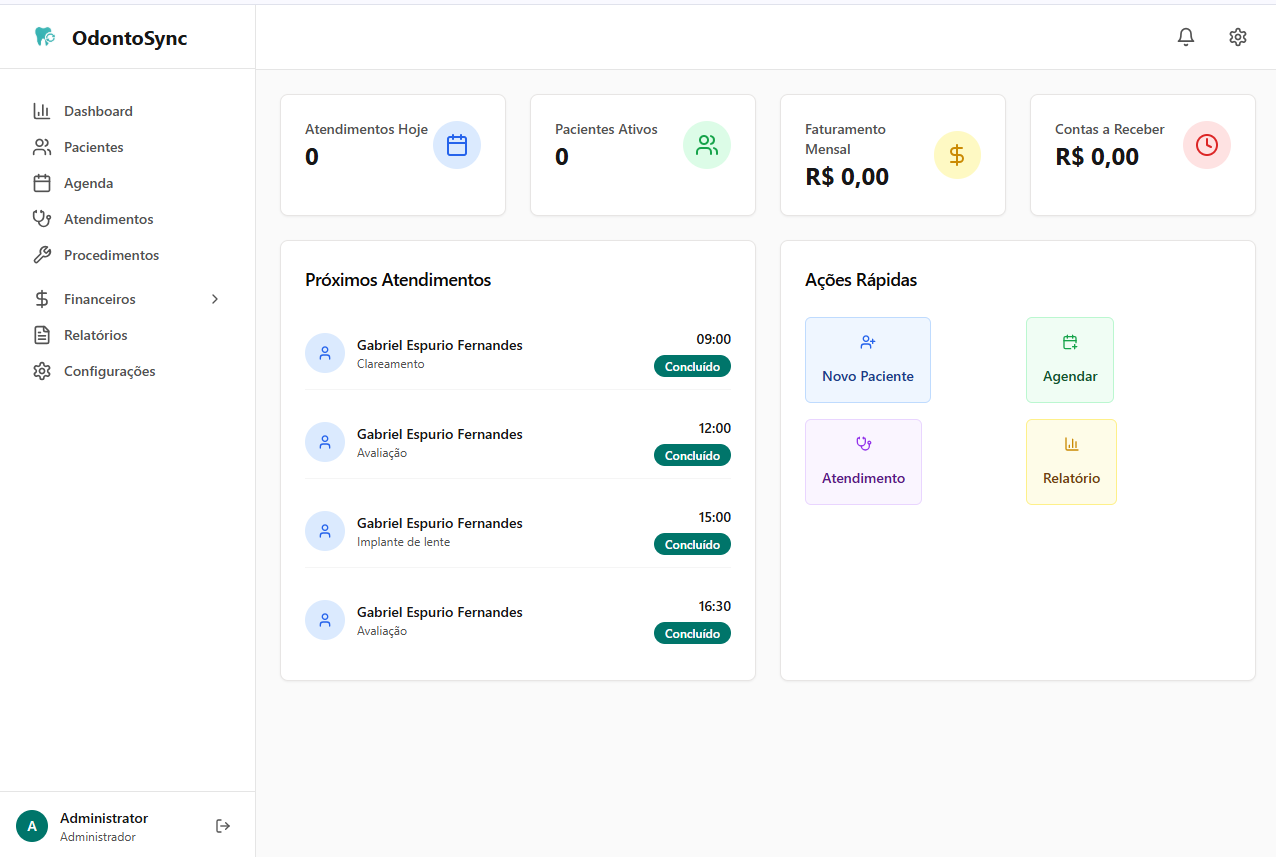 OdontoSync
Dashboard
Pacientes
Agenda
Atendimentos
Procedimentos
Financeiros
Relatórios
Configurações
A
Administrator
Administrador
Atendimentos Hoje
0
Pacientes Ativos
0
Faturamento
Mensal
R$ 0,00
Contas a Receber
R$ 0,00
Próximos Atendimentos
Gabriel Espurio Fernandes
Clareamento
09:00
Concluído
Gabriel Espurio Fernandes
Avaliação
12:00
Concluído
Gabriel Espurio Fernandes
Implante de lente
15:00
Concluído
Gabriel Espurio Fernandes
Avaliação
16:30
Concluído
Ações Rápidas
Novo Paciente
Agendar
Atendimento
Relatório